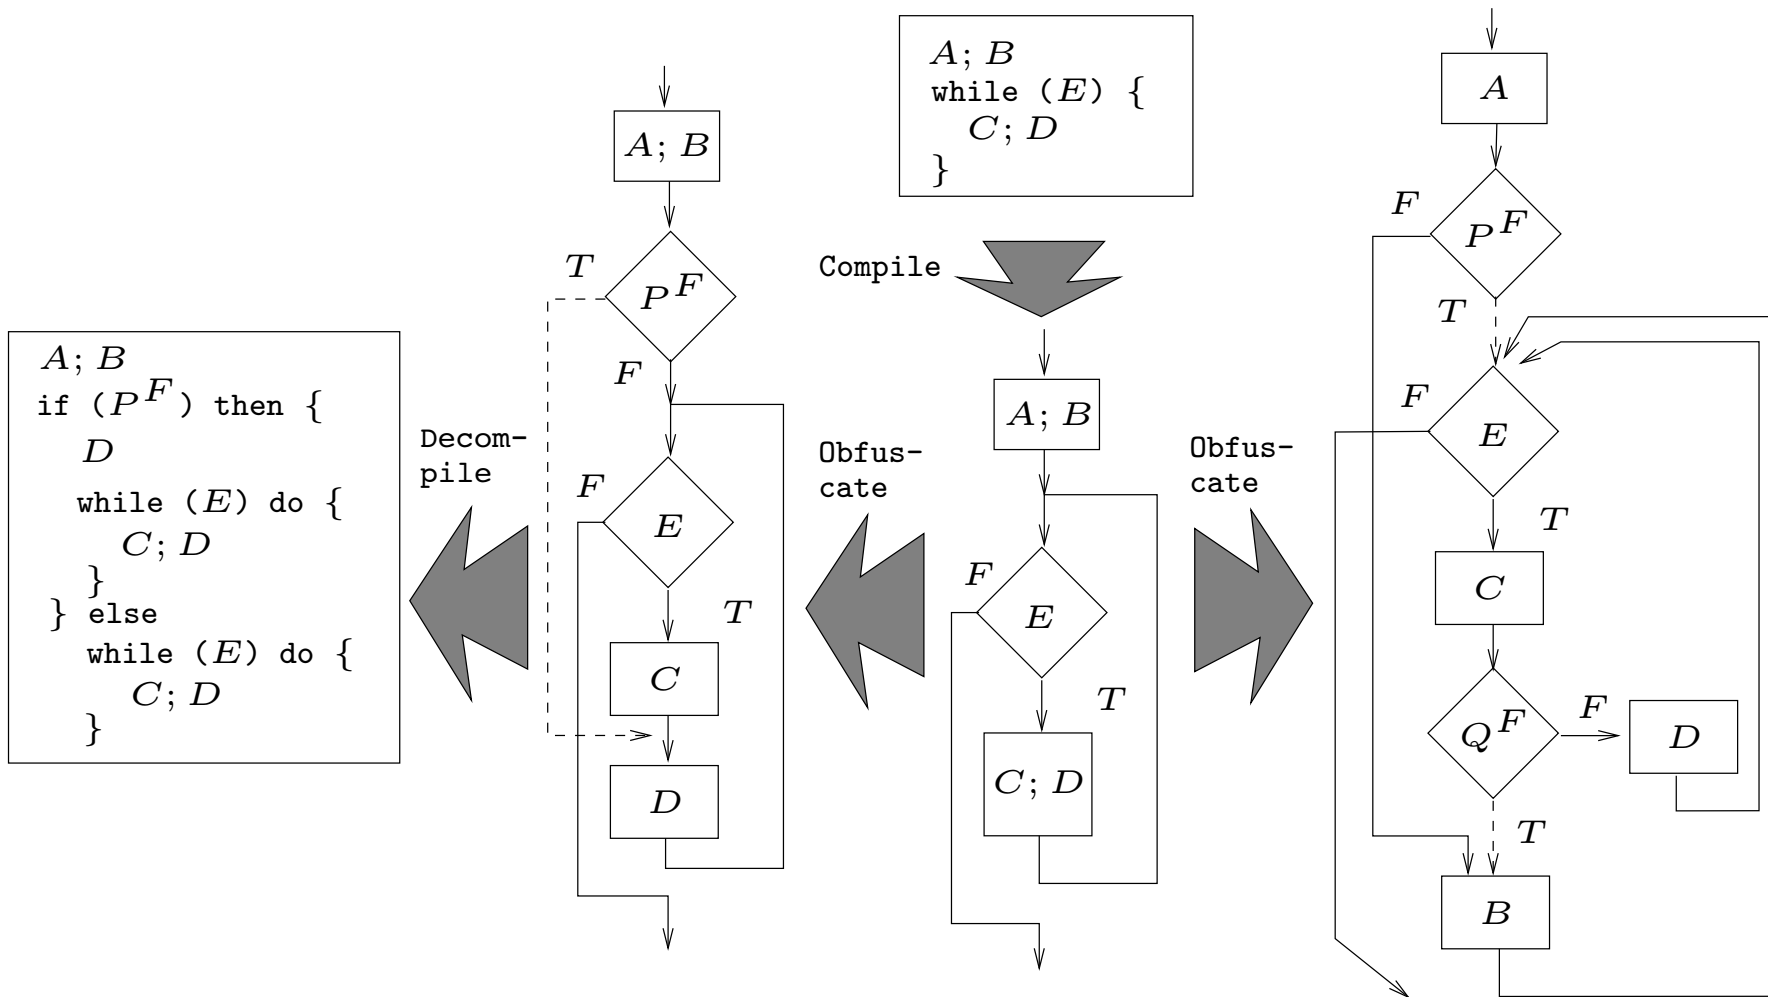 A; B
if (P^F) then {
D
while (E) do {
C; D
}
} else
while (E) do {
C; D
}
Decom-
pile
A; B
T
P^F
F
F
E
T
C
D
A; B
while (E) {
C; D
}
Compile
Obfus-
cate
A; B
F
E
T
C; D
Obfus-
cate
A
F
P^F
T
F
E
T
C
Q^F
F
D
T
B